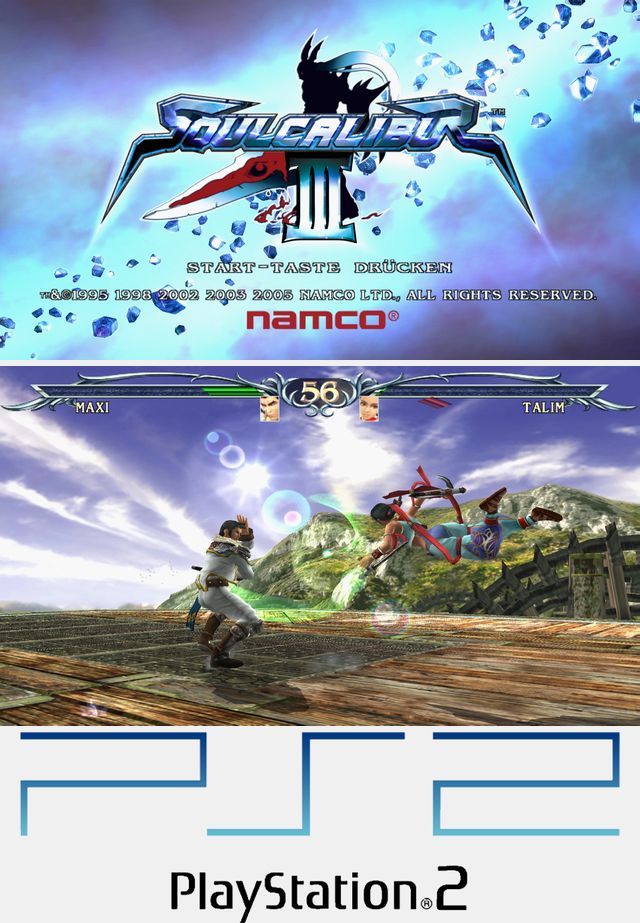 SOULCALIBUR™
III
START-TASTE DRÜCKEN
TM&©1995 1998 2002 2003 2005 NAMCO LTD., ALL RIGHTS RESERVED.
namco®
56
MAXI TALIM
PS2
PlayStation®2